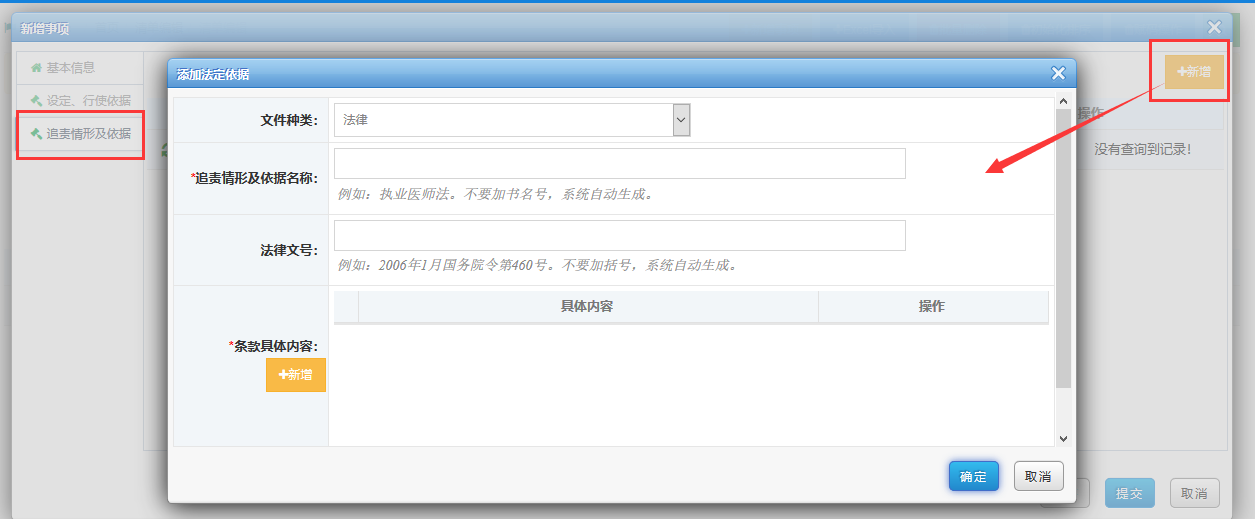 新增事项
基本信息
设定、行使依据
追责情形及依据
新增
操作
没有查询到记录!
添加法定依据
文件种类：
法律
*追责情形及依据名称：
例如：执业医师法。不要加书名号，系统自动生成。
法律文号：
例如：2006年1月国务院令第460号。不要加括号，系统自动生成。
*条款具体内容：
新增
具体内容
操作
确定
取消
提交
取消